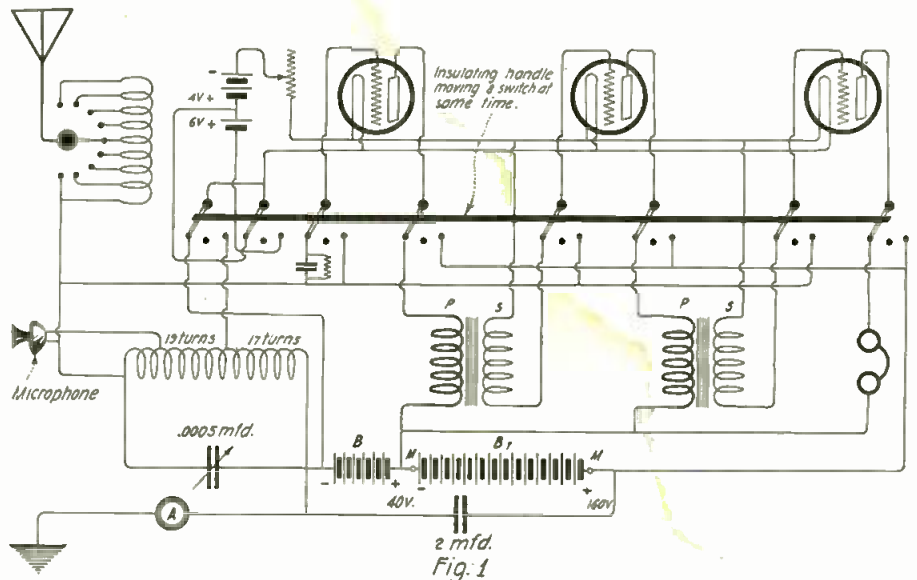 Insulating handle
moving a switch at
same time.
-
4V +
6V +
P
S
P
S
19 turns
17 turns
Microphone
.0005 mfd.
B
M
B1
M
-
+
-
+
40V.
160V.
A
2 mfd.
Fig: 1